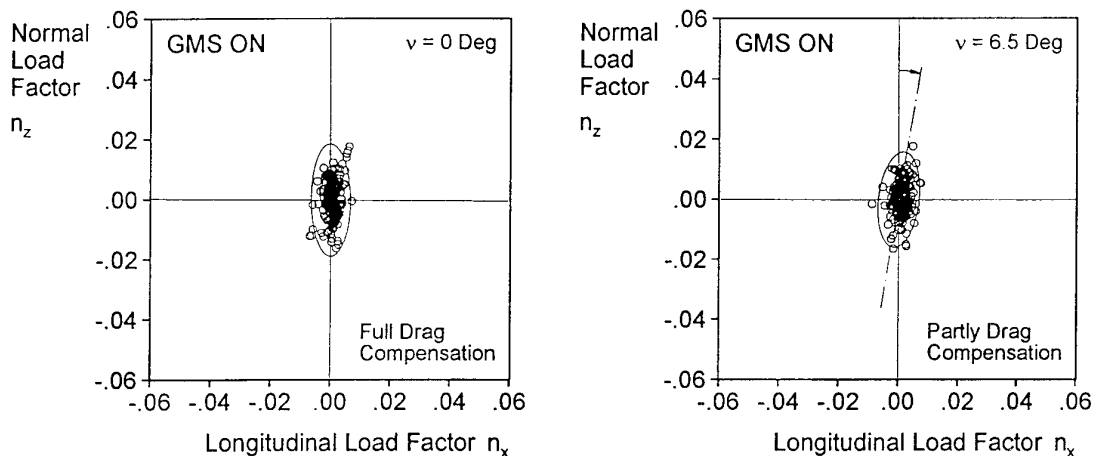 Normal
Load
Factor
n_z
.06
.04
.02
.00
-.02
-.04
-.06
GMS ON
ν = 0 Deg
Full Drag
Compensation
-.06 -.04 -.02 .00 .02 .04 .06
Longitudinal Load Factor n_x
Normal
Load
Factor
n_z
.06
.04
.02
.00
-.02
-.04
-.06
GMS ON
ν = 6.5 Deg
Partly Drag
Compensation
-.06 -.04 -.02 .00 .02 .04 .06
Longitudinal Load Factor n_x